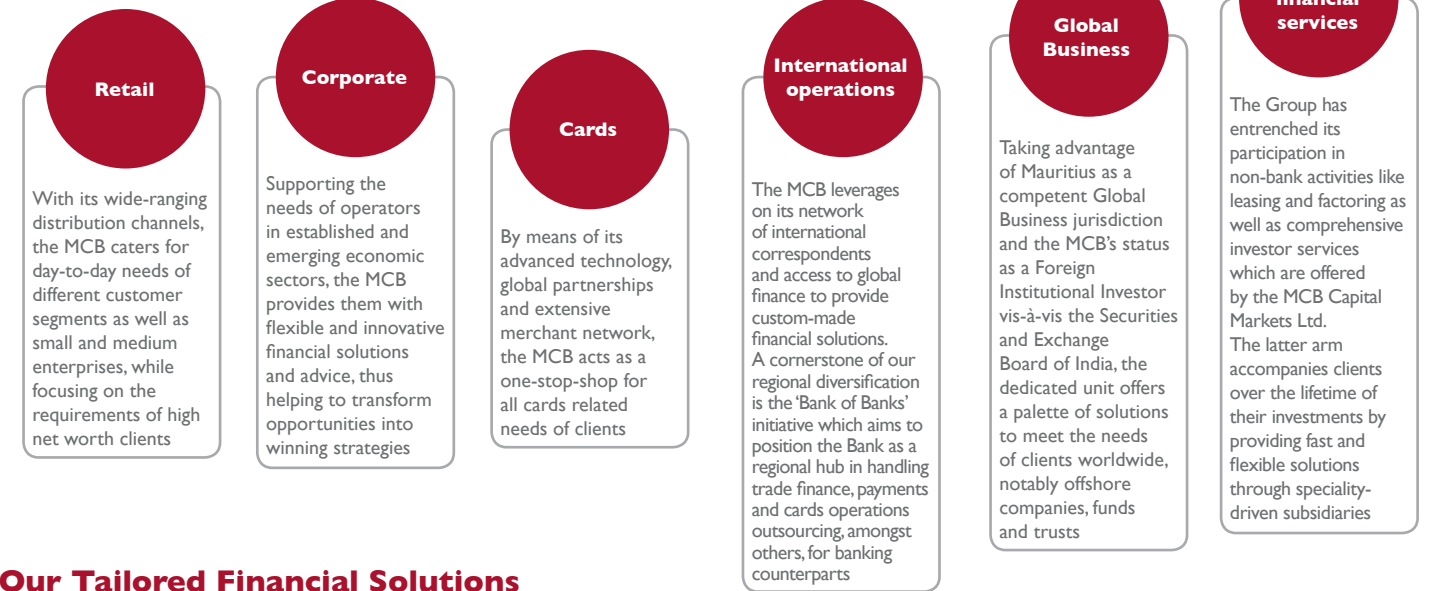 Retail
With its wide-ranging
distribution channels,
the MCB caters for
day-to-day needs of
different customer
segments as well as
small and medium
enterprises, while
focusing on the
requirements of high
net worth clients
Corporate
Supporting the
needs of operators
in established and
emerging economic
sectors, the MCB
provides them with
flexible and innovative
financial solutions
and advice, thus
helping to transform
opportunities into
winning strategies
Cards
By means of its
advanced technology,
global partnerships
and extensive
merchant network,
the MCB acts as a
one-stop-shop for
all cards related
needs of clients
International
operations
The MCB leverages
on its network
of international
correspondents
and access to global
finance to provide
custom-made
financial solutions.
A cornerstone of our
regional diversification
is the ‘Bank of Banks’
initiative which aims to
position the Bank as a
regional hub in handling
trade finance, payments
and cards operations
outsourcing, amongst
others, for banking
counterparts
Global
Business
Taking advantage
of Mauritius as a
competent Global
Business jurisdiction
and the MCB’s status
as a Foreign
Institutional Investor
vis-à-vis the Securities
and Exchange
Board of India, the
dedicated unit offers
a palette of solutions
to meet the needs
of clients worldwide,
notably offshore
companies, funds
and trusts
financial
services
The Group has
entrenched its
participation in
non-bank activities like
leasing and factoring as
well as comprehensive
investor services
which are offered
by the MCB Capital
Markets Ltd.
The latter arm
accompanies clients
over the lifetime of
their investments by
providing fast and
flexible solutions
through speciality-
driven subsidiaries
Our Tailored Financial Solutions